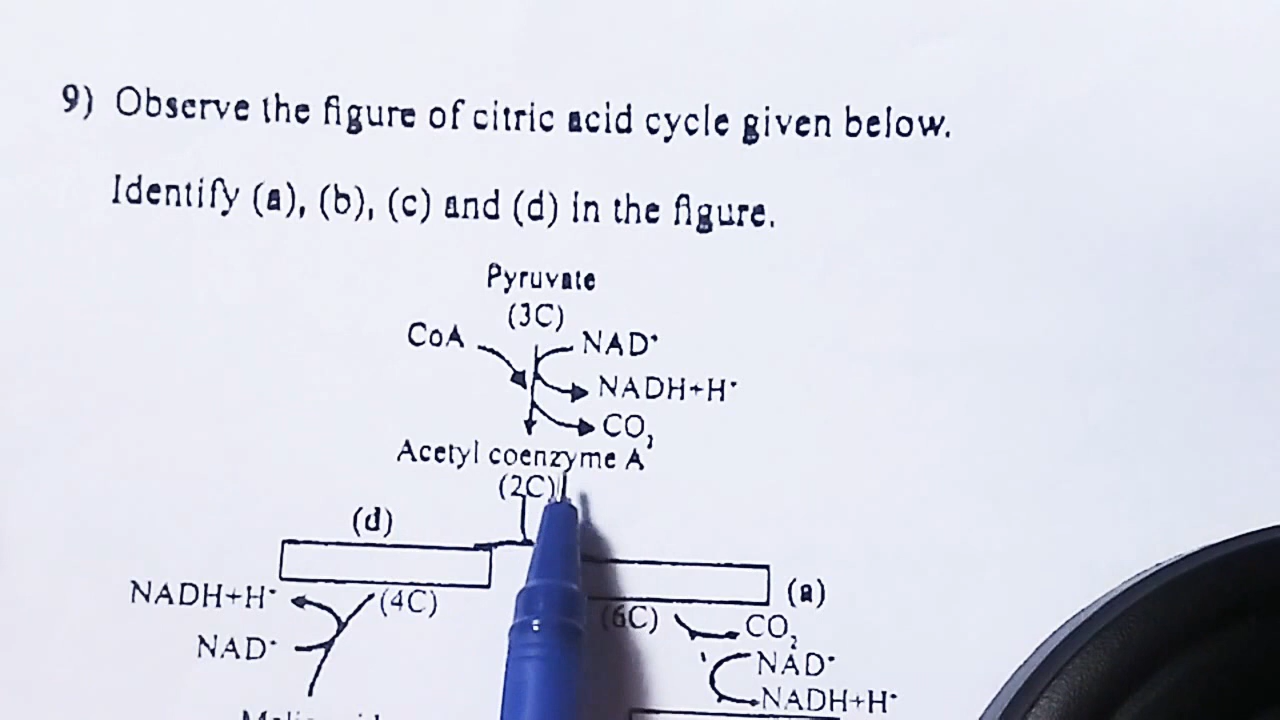 9) Observe the figure of citric acid cycle given below.
Identify (a), (b), (c) and (d) in the figure.
Pyruvate
(3C)
CoA
NAD⁺
NADH+H⁺
CO₂
Acetyl coenzyme A
(2C)
(d)
(a)
NADH+H⁺
(4C)
(6C)
CO₂
NAD⁺
NAD⁺
NADH+H⁺